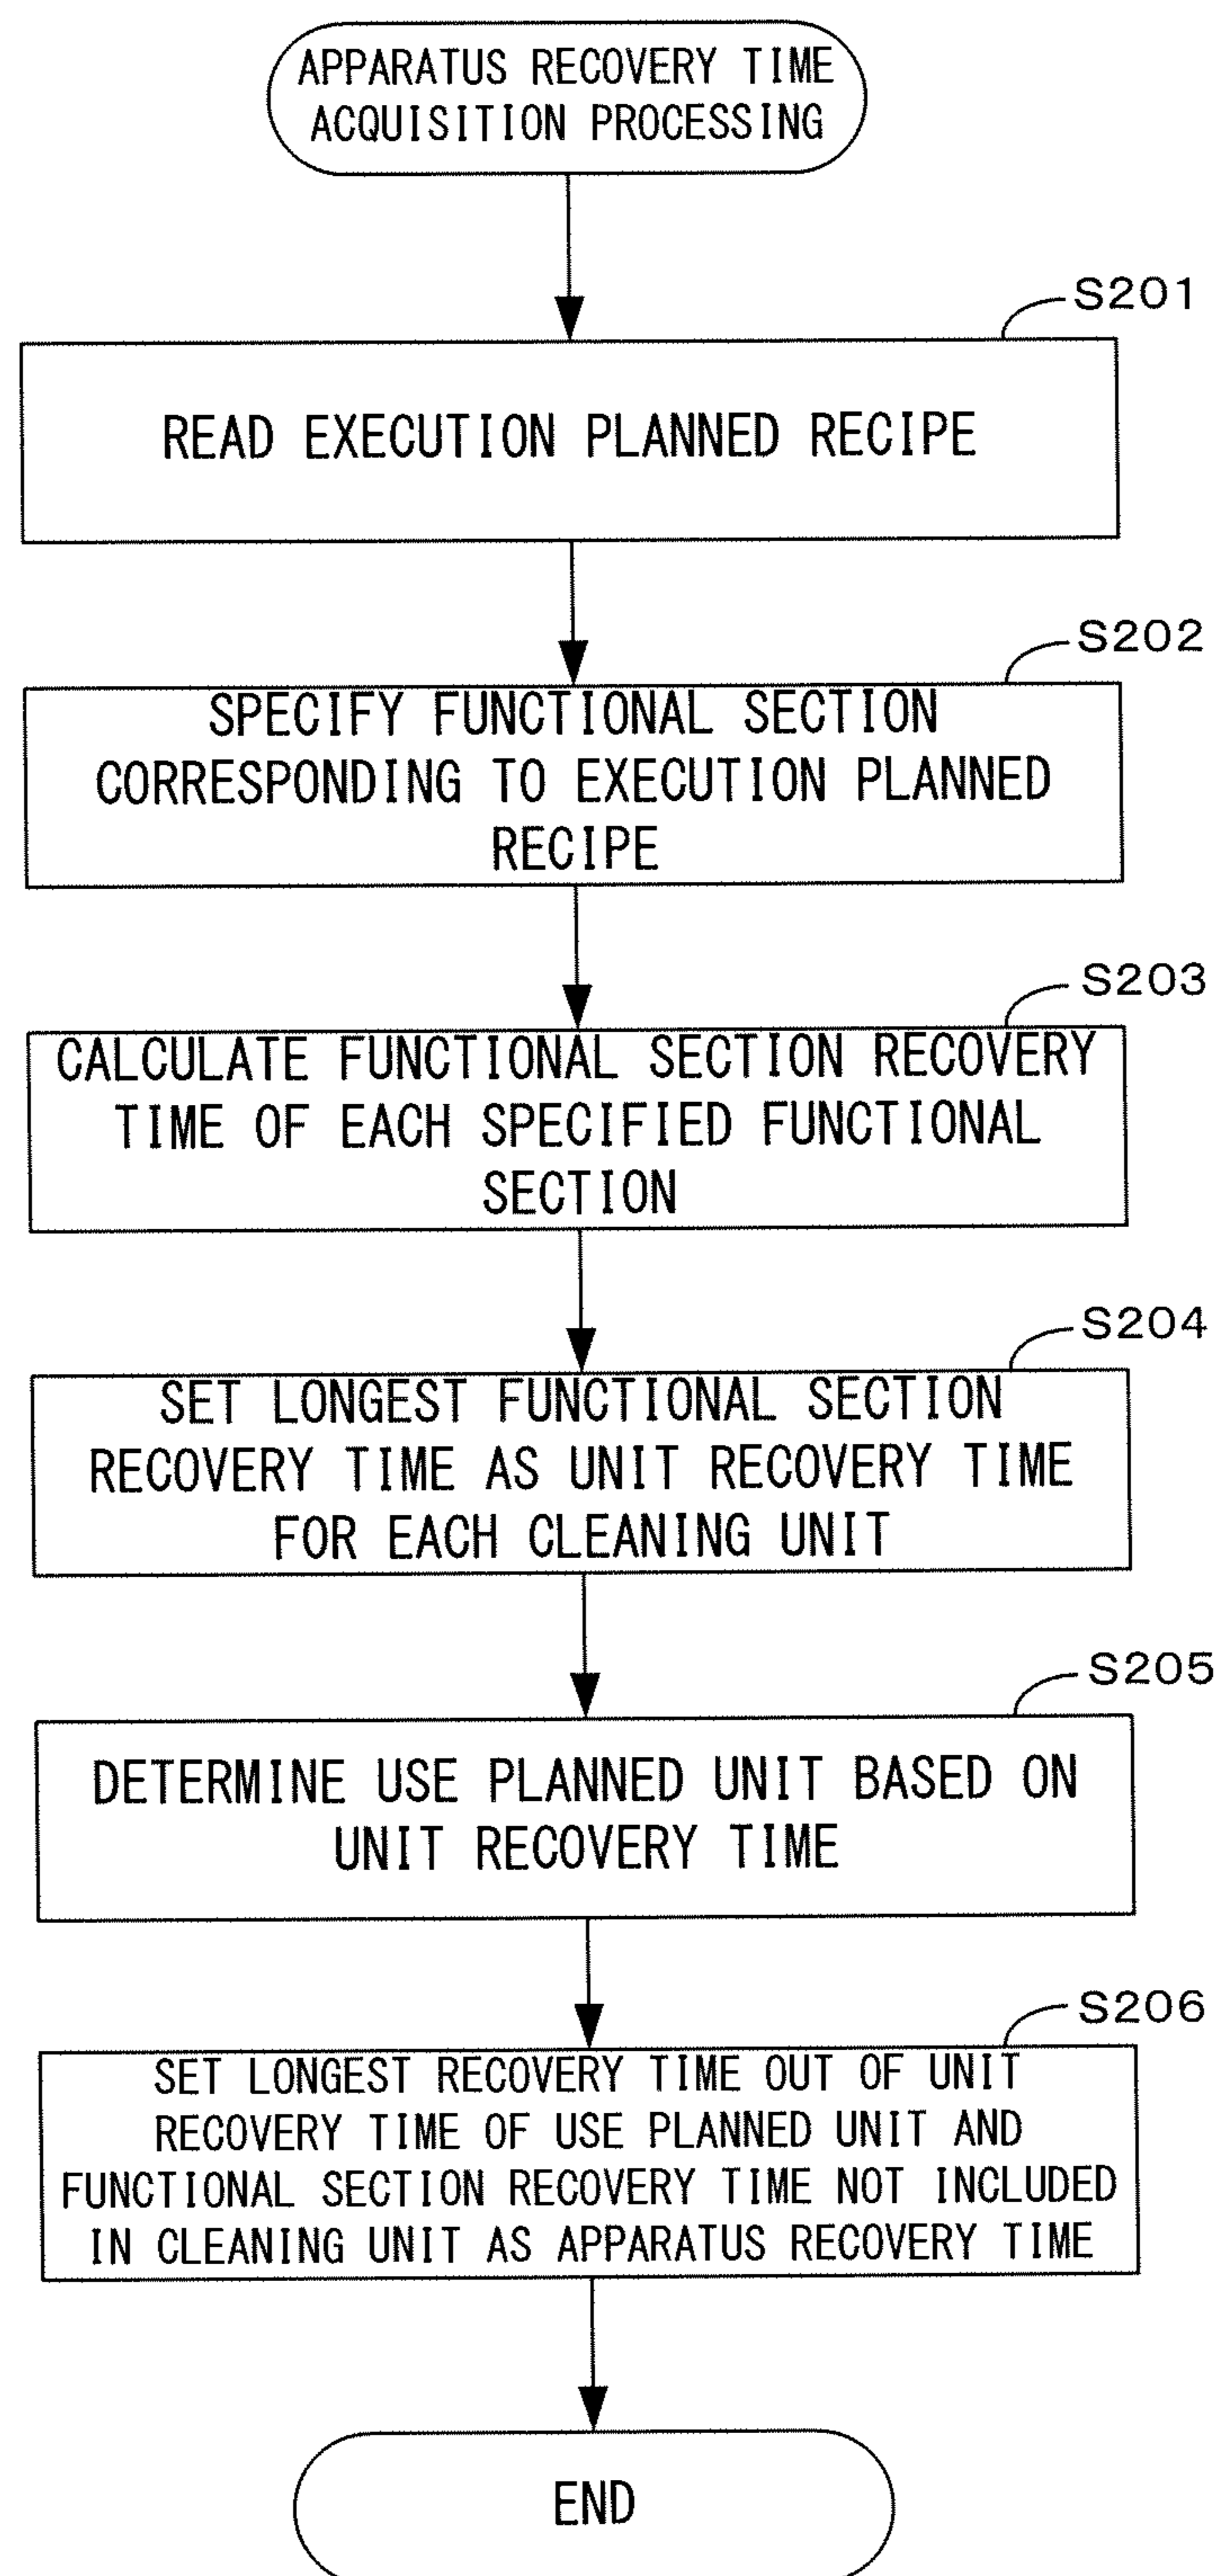 APPARATUS RECOVERY TIME
ACQUISITION PROCESSING
S201
READ EXECUTION PLANNED RECIPE
S202
SPECIFY FUNCTIONAL SECTION
CORRESPONDING TO EXECUTION PLANNED
RECIPE
S203
CALCULATE FUNCTIONAL SECTION RECOVERY
TIME OF EACH SPECIFIED FUNCTIONAL
SECTION
S204
SET LONGEST FUNCTIONAL SECTION
RECOVERY TIME AS UNIT RECOVERY TIME
FOR EACH CLEANING UNIT
S205
DETERMINE USE PLANNED UNIT BASED ON
UNIT RECOVERY TIME
S206
SET LONGEST RECOVERY TIME OUT OF UNIT
RECOVERY TIME OF USE PLANNED UNIT AND
FUNCTIONAL SECTION RECOVERY TIME NOT INCLUDED
IN CLEANING UNIT AS APPARATUS RECOVERY TIME
END